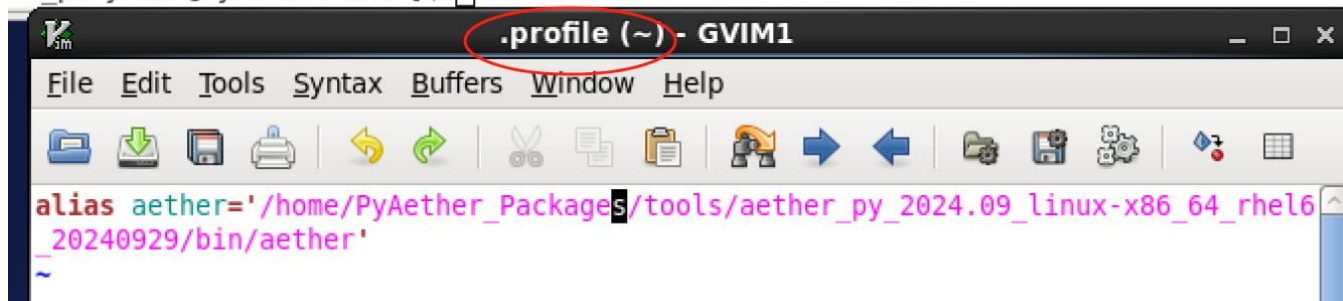 .profile (~) - GVIM1
File Edit Tools Syntax Buffers Window Help
alias aether='/home/PyAether_Packages/tools/aether_py_2024.09_linux-x86_64_rhel6
_20240929/bin/aether'
~